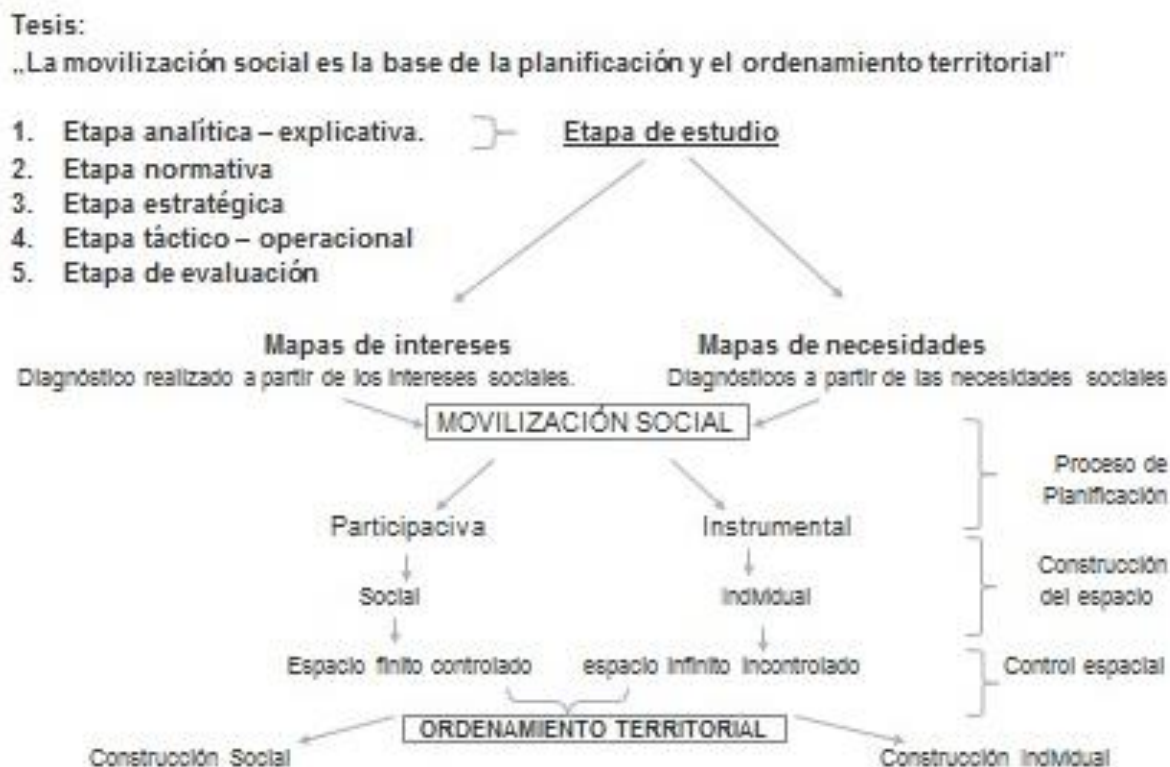 Tesis:
„La movilización social es la base de la planificación y el ordenamiento territorial”
1. Etapa analítica – explicativa.
Etapa de estudio
2. Etapa normativa
3. Etapa estratégica
4. Etapa táctico – operacional
5. Etapa de evaluación
Mapas de intereses
Diagnóstico realizado a partir de los intereses sociales.
Mapas de necesidades
Diagnósticos a partir de las necesidades sociales
MOVILIZACIÓN SOCIAL
Proceso de
Planificación
Participaciva
Instrumental
Social
Individual
Construcción
del espacio
Espacio finito controlado
espacio infinito incontrolado
Control espacial
ORDENAMIENTO TERRITORIAL
Construcción Social
Construcción individual